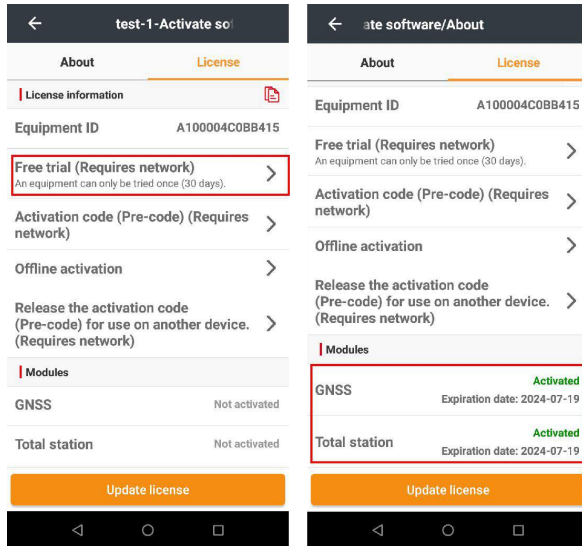 test-1-Activate so
About
License
License information
Equipment ID
A100004C0BB415
Free trial (Requires network)
An equipment can only be tried once (30 days).
Activation code (Pre-code) (Requires
network)
Offline activation
Release the activation code
(Pre-code) for use on another device.
(Requires network)
Modules
GNSS
Not activated
Total station
Not activated
Update license
ate software/About
About
License
Equipment ID
A100004C0BB415
Free trial (Requires network)
An equipment can only be tried once (30 days).
Activation code (Pre-code) (Requires
network)
Offline activation
Release the activation code
(Pre-code) for use on another device.
(Requires network)
Modules
GNSS
Activated
Expiration date: 2024-07-19
Total station
Activated
Expiration date: 2024-07-19
Update license